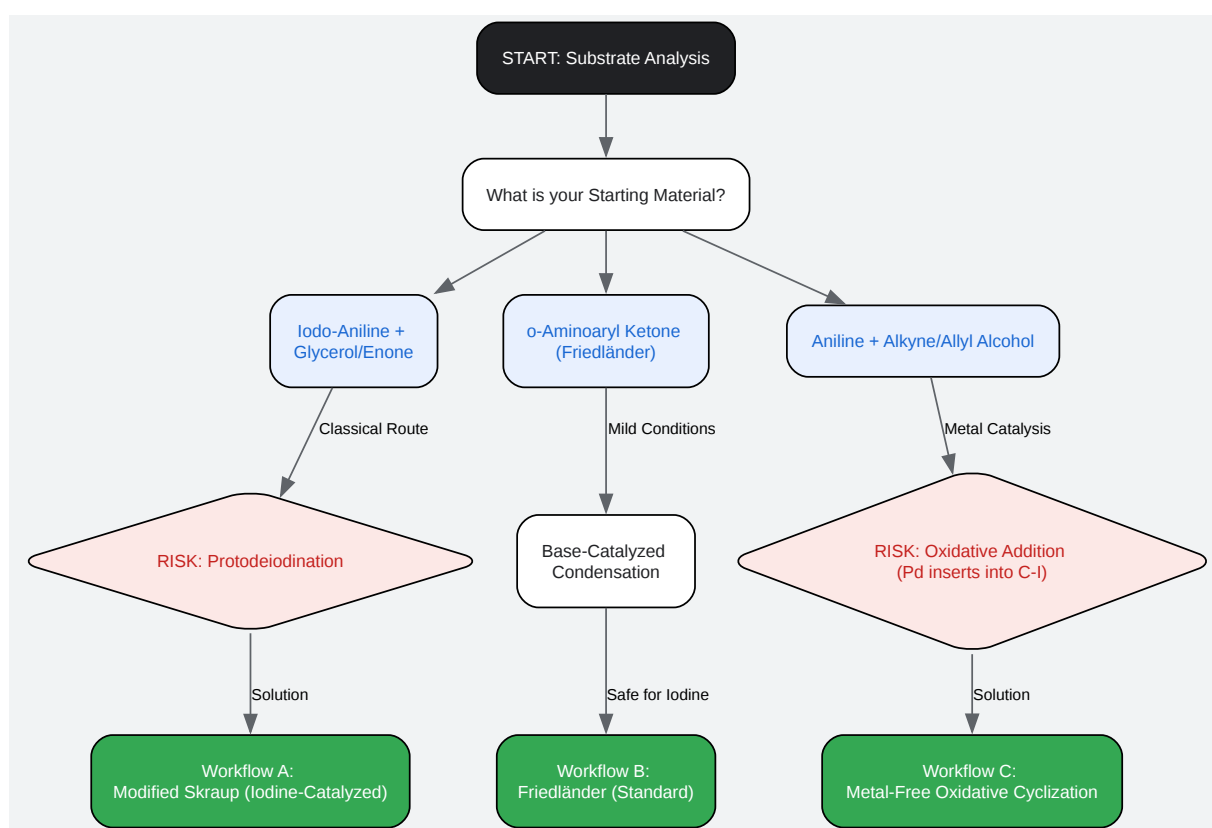 START: Substrate Analysis
What is your Starting Material?
Iodo-Aniline +
Glycerol/Enone
o-Aminoaryl Ketone
(Friedländer)
Aniline + Alkyne/Allyl Alcohol
Classical Route
Mild Conditions
Metal Catalysis
RISK: Protodeiodination
Base-Catalyzed
Condensation
RISK: Oxidative Addition
(Pd inserts into C-I)
Solution
Safe for Iodine
Solution
Workflow A:
Modified Skraup (Iodine-Catalyzed)
Workflow B:
Friedländer (Standard)
Workflow C:
Metal-Free Oxidative Cyclization